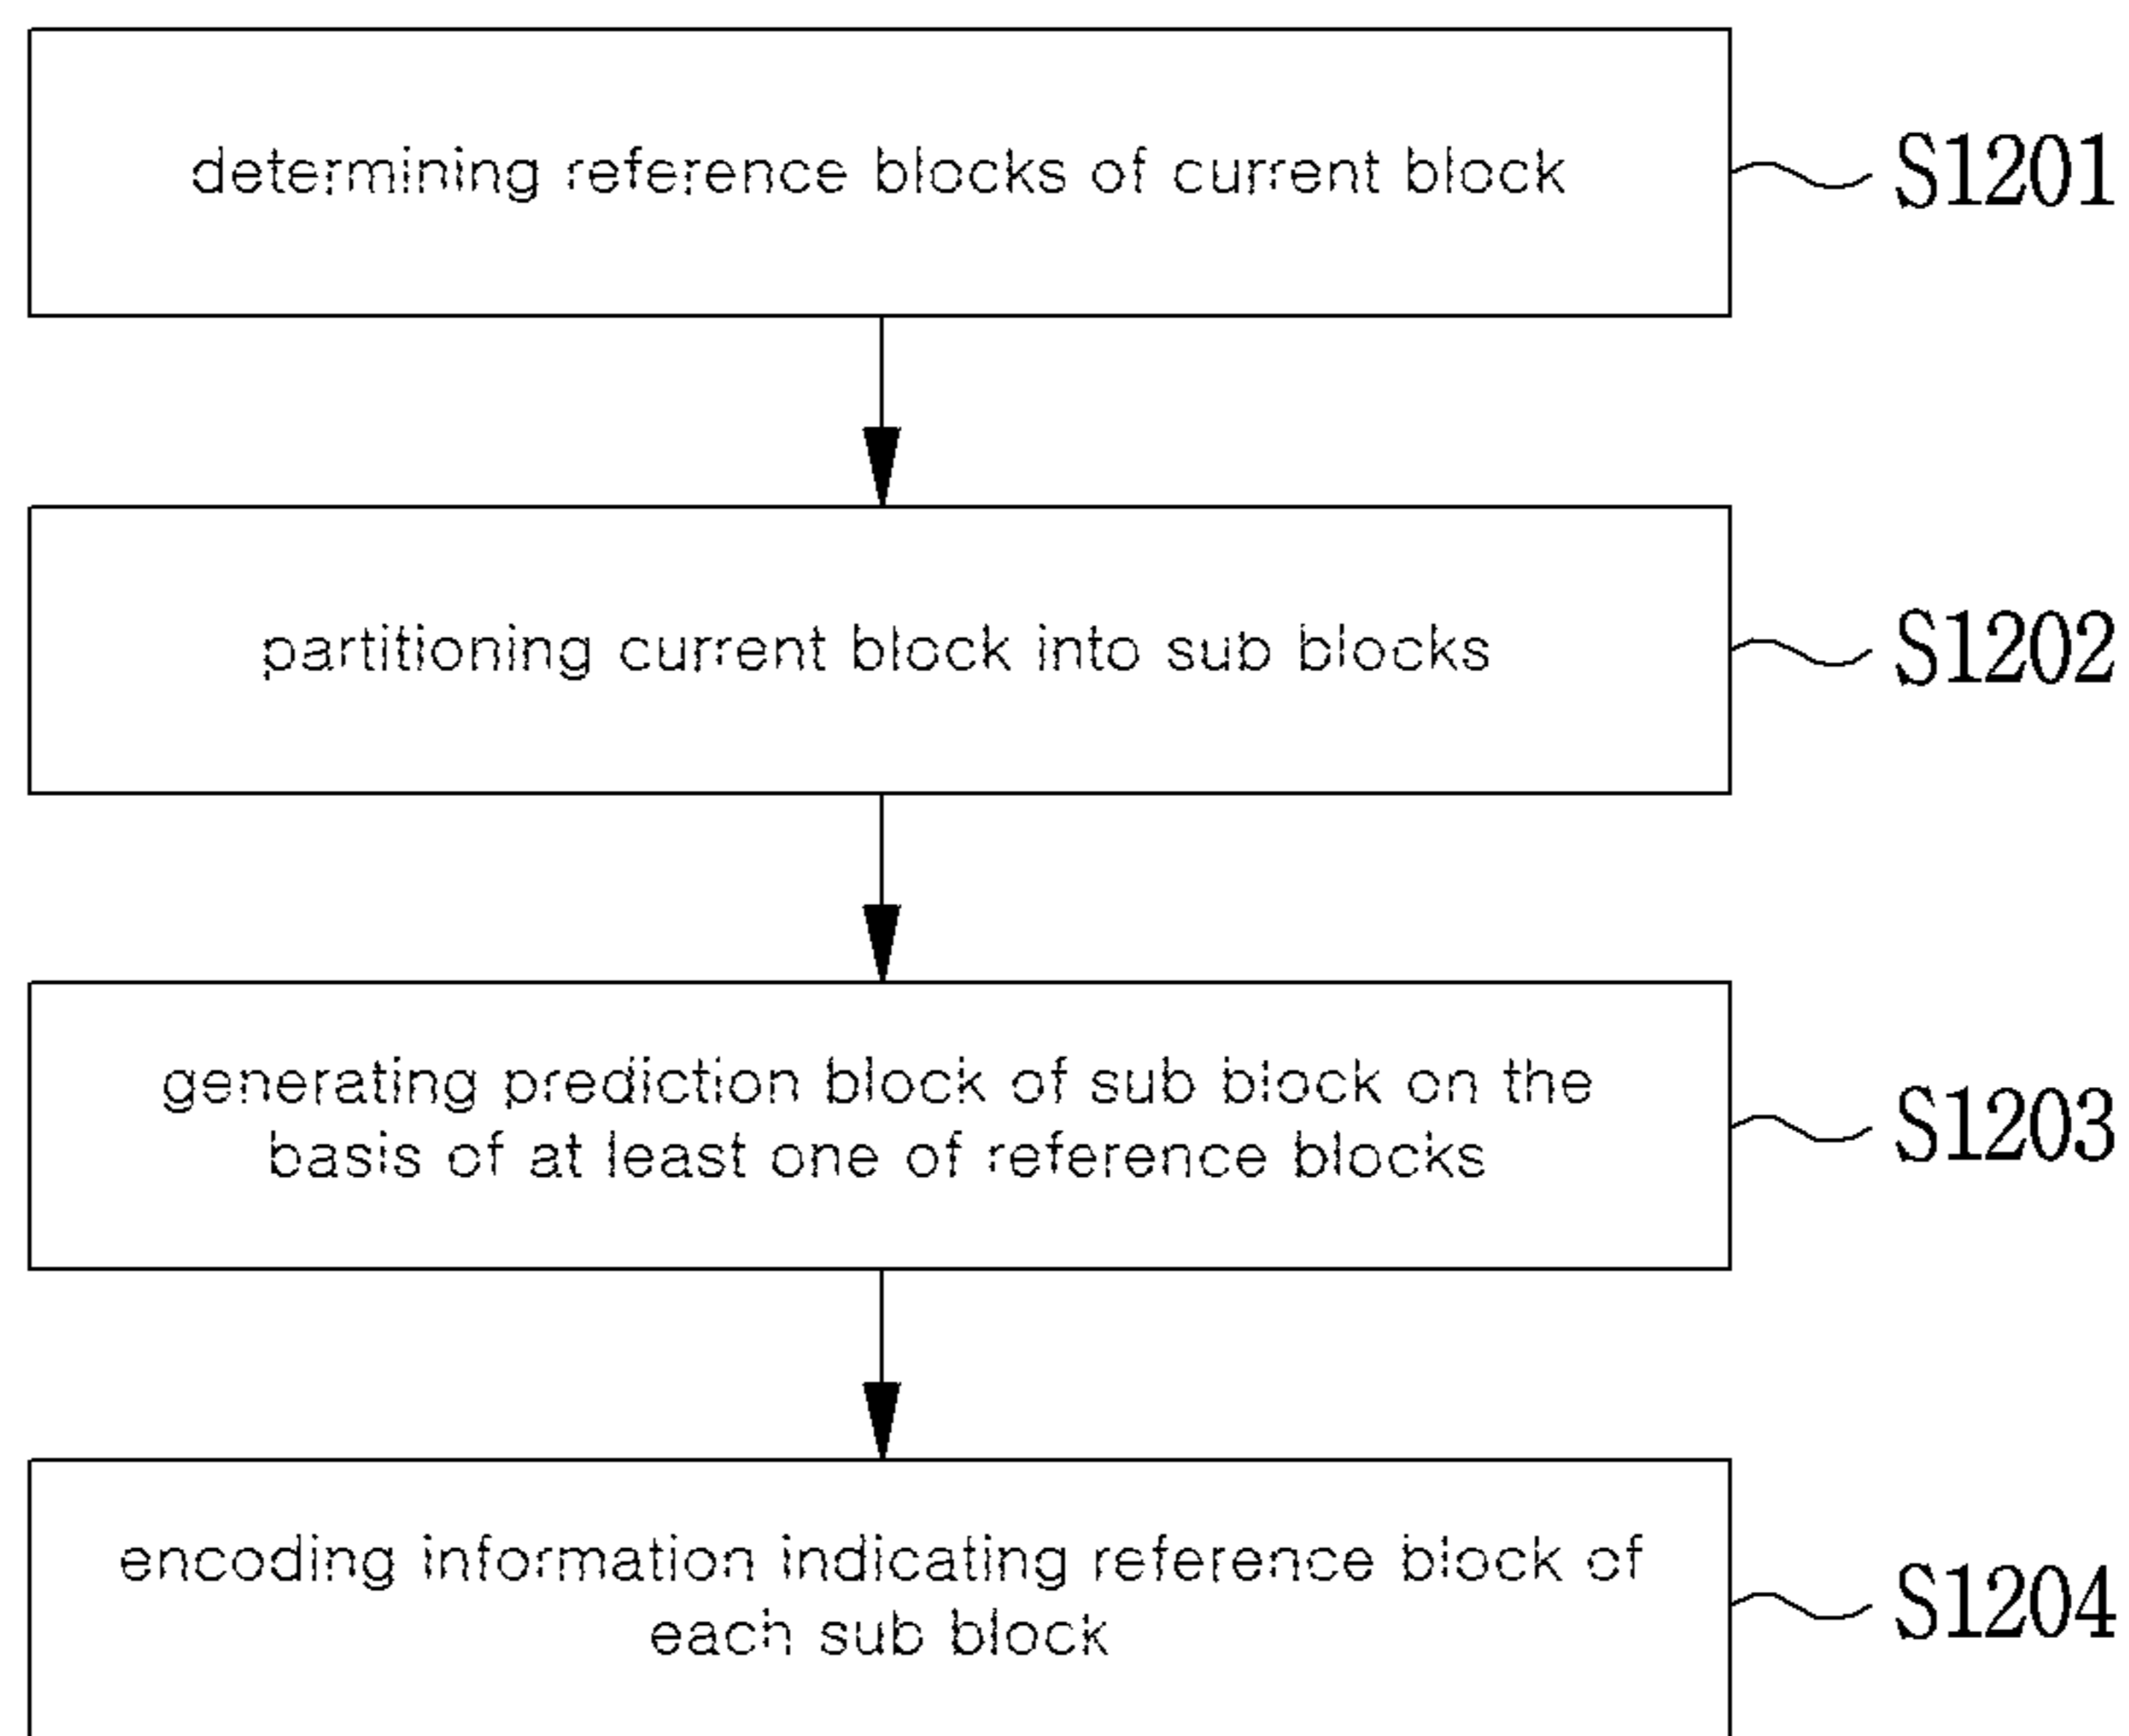 determining reference blocks of current block
S1201
partitioning current block into sub blocks
S1202
generating prediction block of sub block on the
basis of at least one of reference blocks
S1203
encoding information indicating reference block of
each sub block
S1204